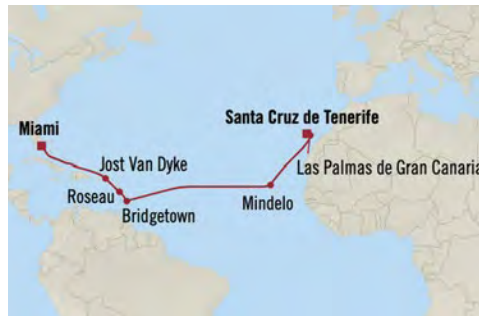 Santa Cruz de Tenerife
Miami
Jost Van Dyke
Las Palmas de Gran Canaria
Roseau
Mindelo
Bridgetown